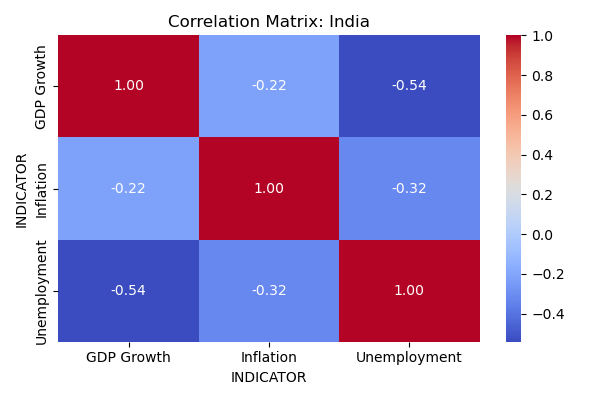 Correlation Matrix: India
INDICATOR
GDP Growth
1.00
-0.22
-0.54
Inflation
-0.22
1.00
-0.32
Unemployment
-0.54
-0.32
1.00
GDP Growth
Inflation
Unemployment
INDICATOR
1.0
0.8
0.6
0.4
0.2
0.0
−0.2
−0.4